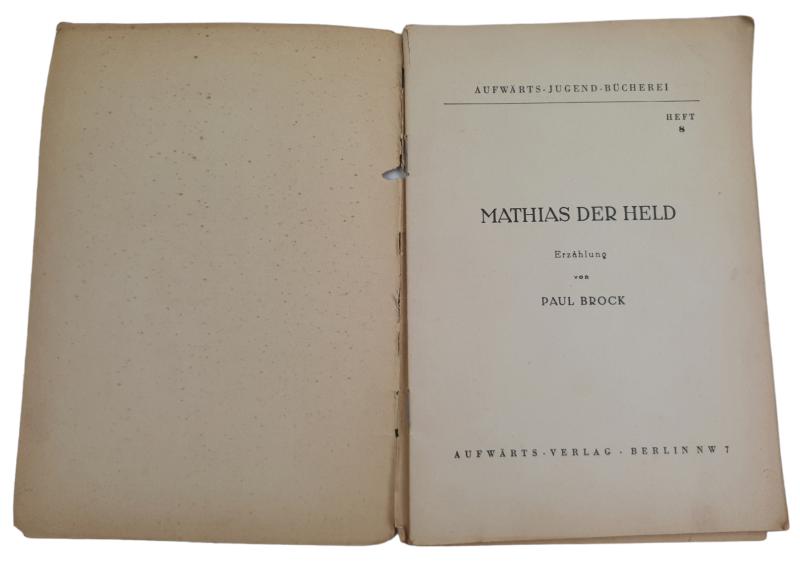 AUFWÄRTS-JUGEND-BÜCHEREI
HEFT
8
MATHIAS DER HELD
Erzählung
von
PAUL BROCK
AUFWÄRTS-VERLAG · BERLIN NW 7